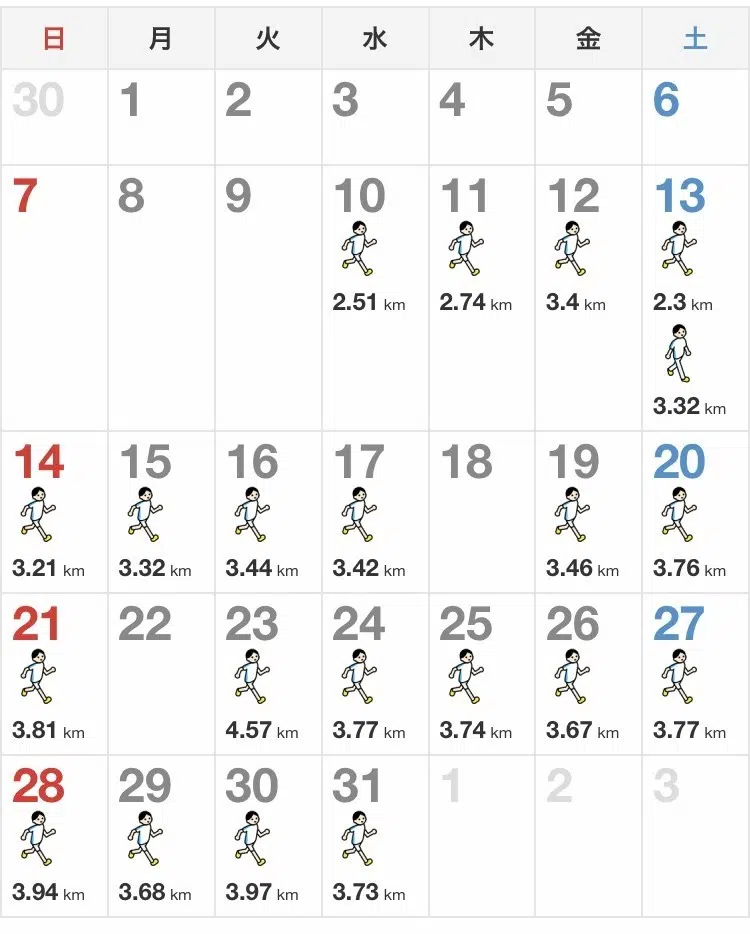 日 月 火 水 木 金 土
30 1 2 3 4 5 6
7 8 9 10 11 12 13
2.51 km 2.74 km 3.4 km 2.3 km
3.32 km
14 15 16 17 18 19 20
3.21 km 3.32 km 3.44 km 3.42 km 3.46 km 3.76 km
21 22 23 24 25 26 27
3.81 km 4.57 km 3.77 km 3.74 km 3.67 km 3.77 km
28 29 30 31 1 2 3
3.94 km 3.68 km 3.97 km 3.73 km